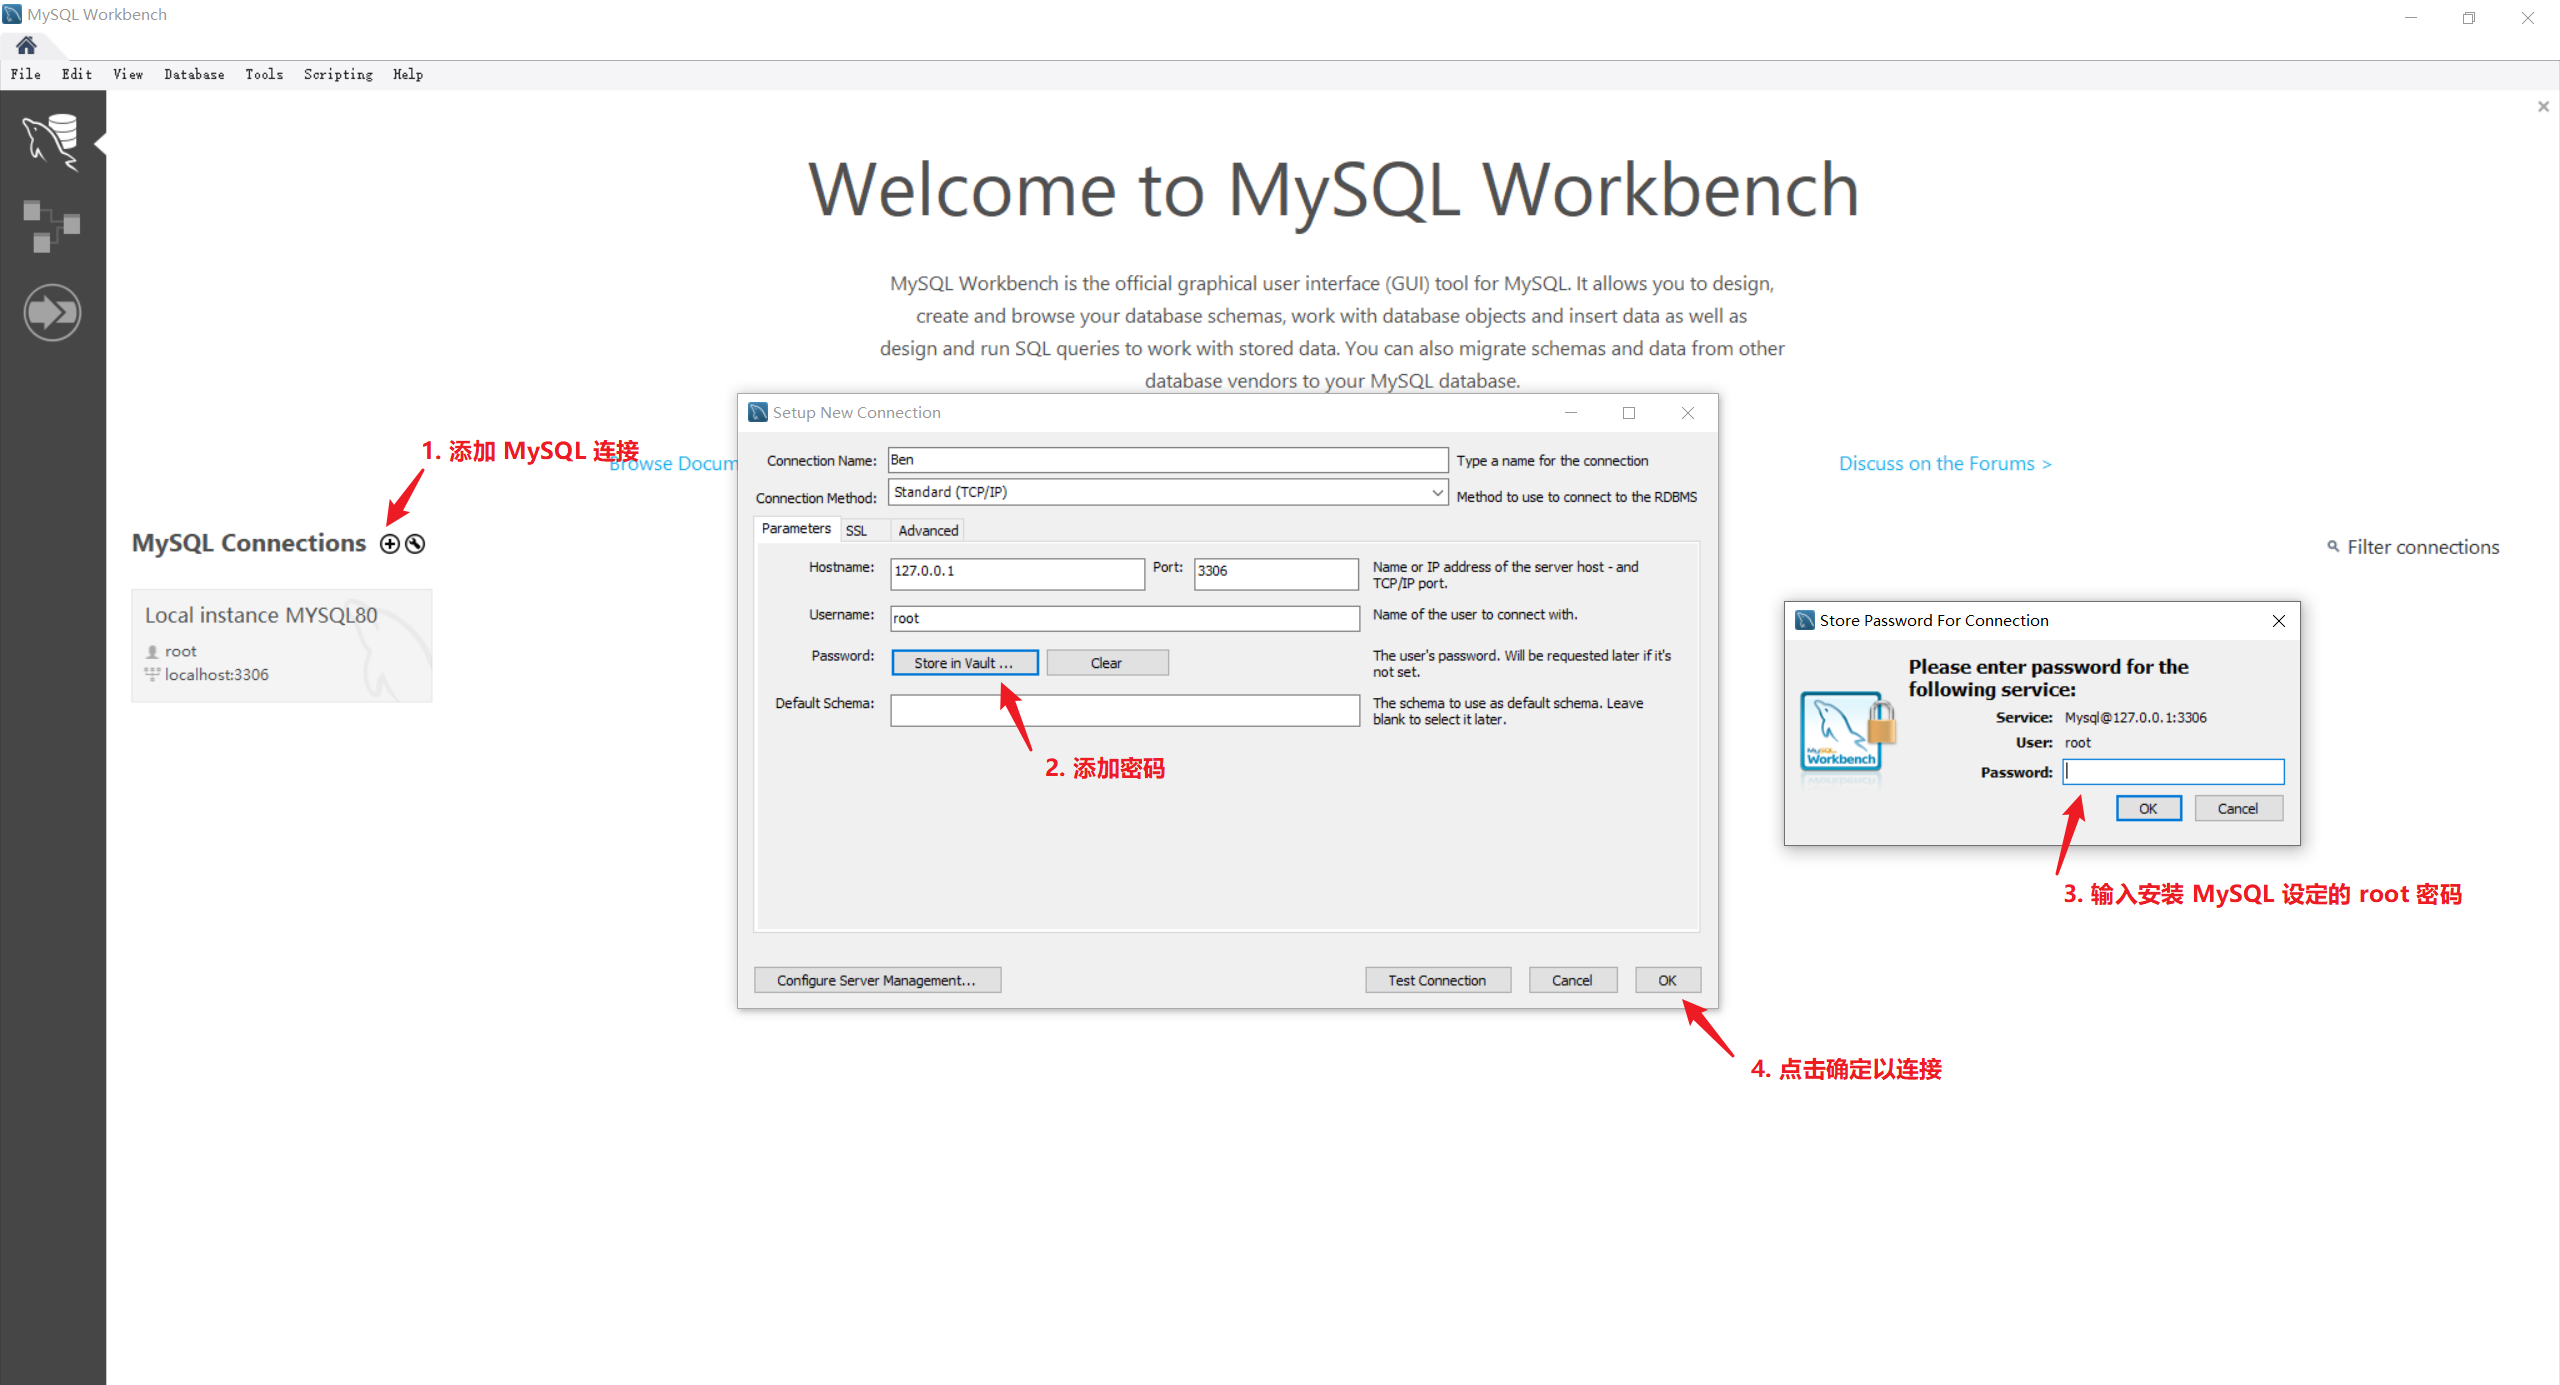 MySQL Workbench
File Edit View Database Tools Scripting Help
Welcome to MySQL Workbench
MySQL Workbench is the official graphical user interface (GUI) tool for MySQL. It allows you to design,
create and browse your database schemas, work with database objects and insert data as well as
design and run SQL queries to work with stored data. You can also migrate schemas and data from other
database vendors to your MySQL database.
1. 添加 MySQL 连接
Browse Docum
Discuss on the Forums >
MySQL Connections
Filter connections
Local instance MYSQL80
root
localhost:3306
Setup New Connection
Connection Name: Ben Type a name for the connection
Connection Method: Standard (TCP/IP) Method to use to connect to the RDBMS
Parameters SSL Advanced
Hostname: 127.0.0.1 Port: 3306 Name or IP address of the server host - and
TCP/IP port.
Username: root Name of the user to connect with.
Password: Store in Vault ... Clear The user's password. Will be requested later if it's
not set.
Default Schema: The schema to use as default schema. Leave
blank to select it later.
2. 添加密码
Configure Server Management... Test Connection Cancel OK
Store Password For Connection
Please enter password for the
following service:
Service: Mysql@127.0.0.1:3306
User: root
Password:
MySQL
Workbench
OK Cancel
3. 输入安装 MySQL 设定的 root 密码
4. 点击确定以连接